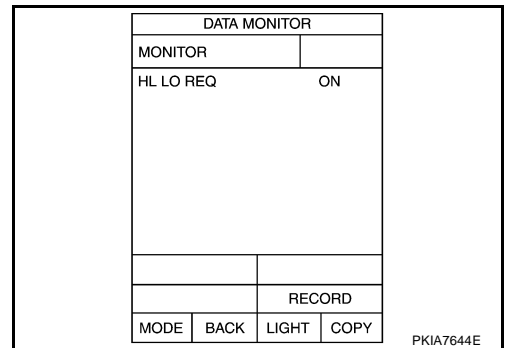 DATA MONITOR
MONITOR
HL LO REQ ON
RECORD
MODE BACK LIGHT COPY
PKIA7644E